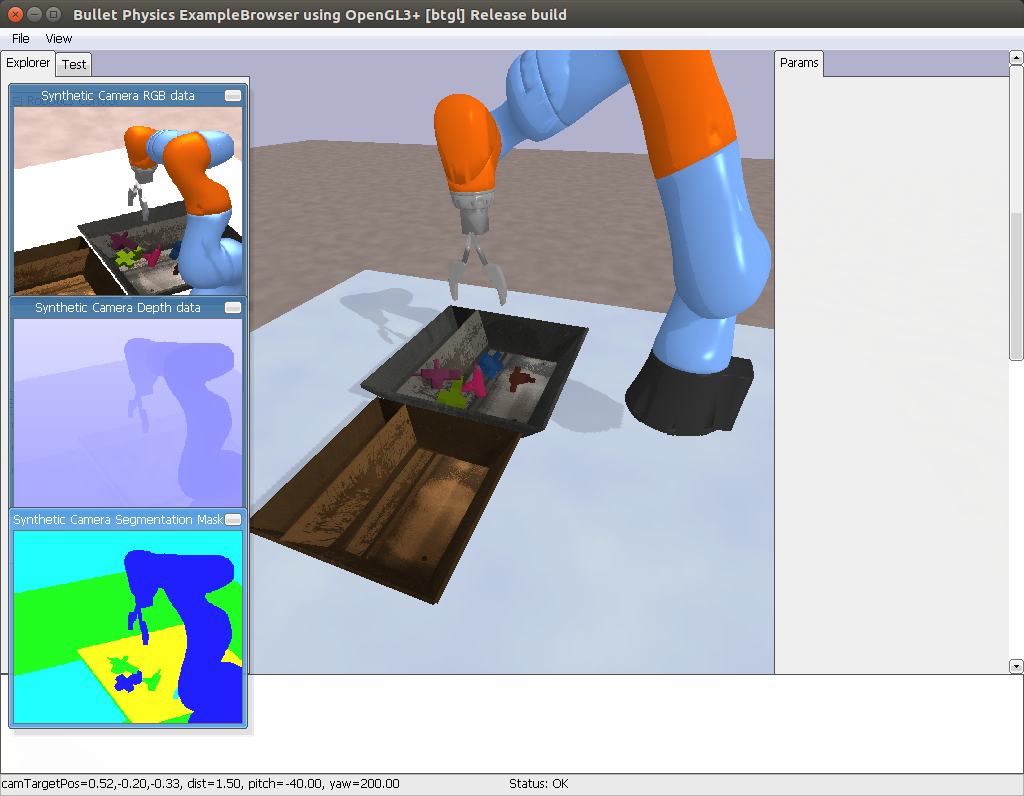 Bullet Physics ExampleBrowser using OpenGL3+ [btgl] Release build
File View
Explorer Test
Params
Synthetic Camera RGB data
Synthetic Camera Depth data
Synthetic Camera Segmentation Mask
camTargetPos=0.52,-0.20,-0.33, dist=1.50, pitch=-40.00, yaw=200.00
Status: OK